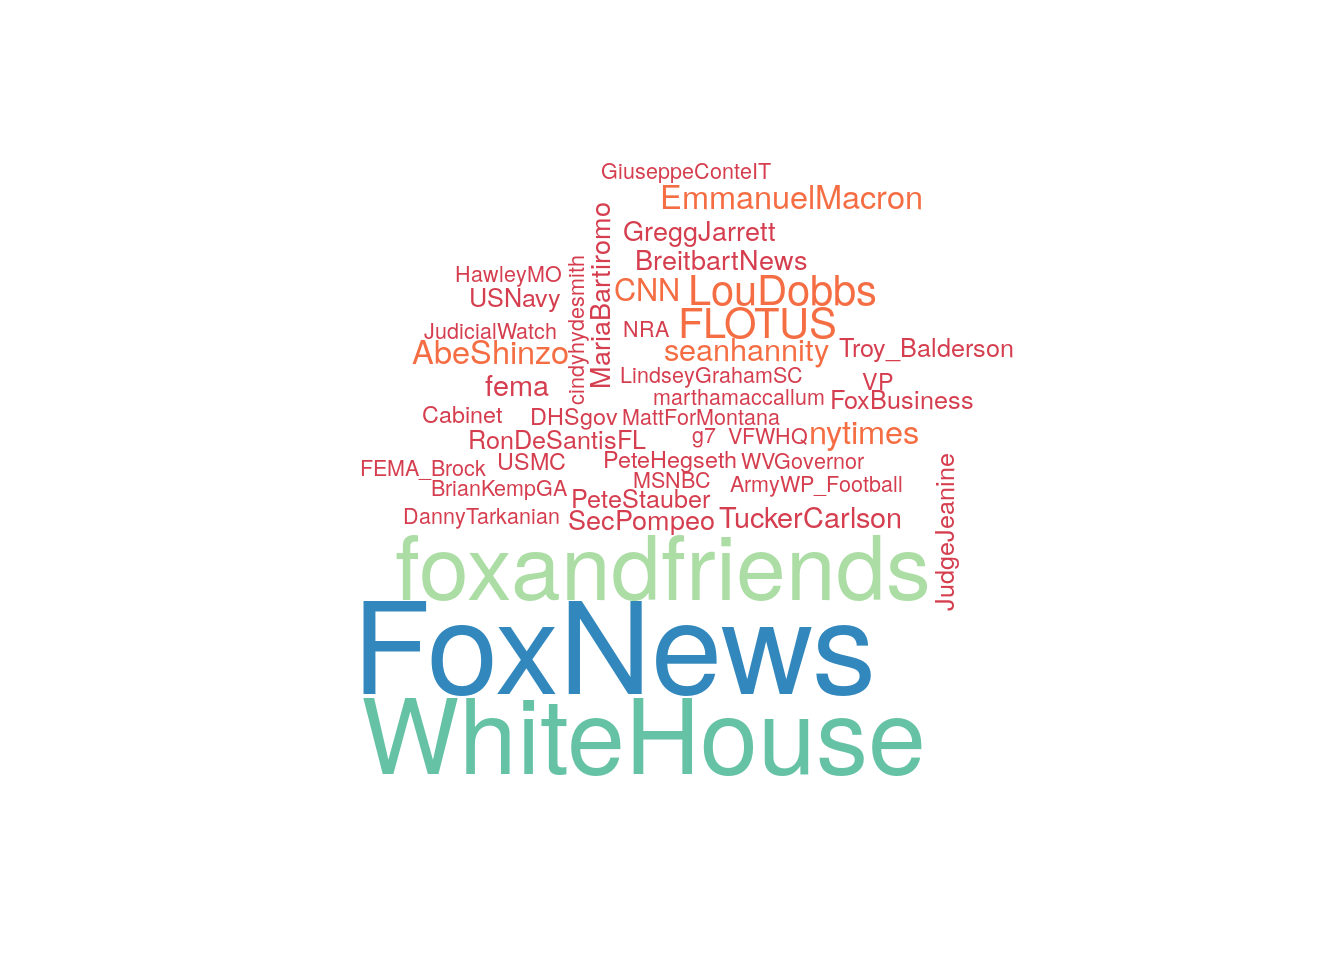 GiuseppeConteIT
EmmanuelMacron
GreggJarrett
MariaBartiromo
BreitbartNews
HawleyMO
cindyhydesmith
CNN
LouDobbs
USNavy
FLOTUS
JudicialWatch
NRA
AbeShinzo
seanhannity
Troy_Balderson
LindseyGrahamSC
VP
fema
marthamaccallum
FoxBusiness
Cabinet
DHSgov
MattForMontana
RonDeSantisFL
g7
VFWHQ
nytimes
FEMA_Brock
USMC
PeteHegseth
WVGovernor
MSNBC
BrianKempGA
ArmyWP_Football
PeteStauber
DannyTarkanian
SecPompeo
TuckerCarlson
JudgeJeanine
foxandfriends
FoxNews
WhiteHouse